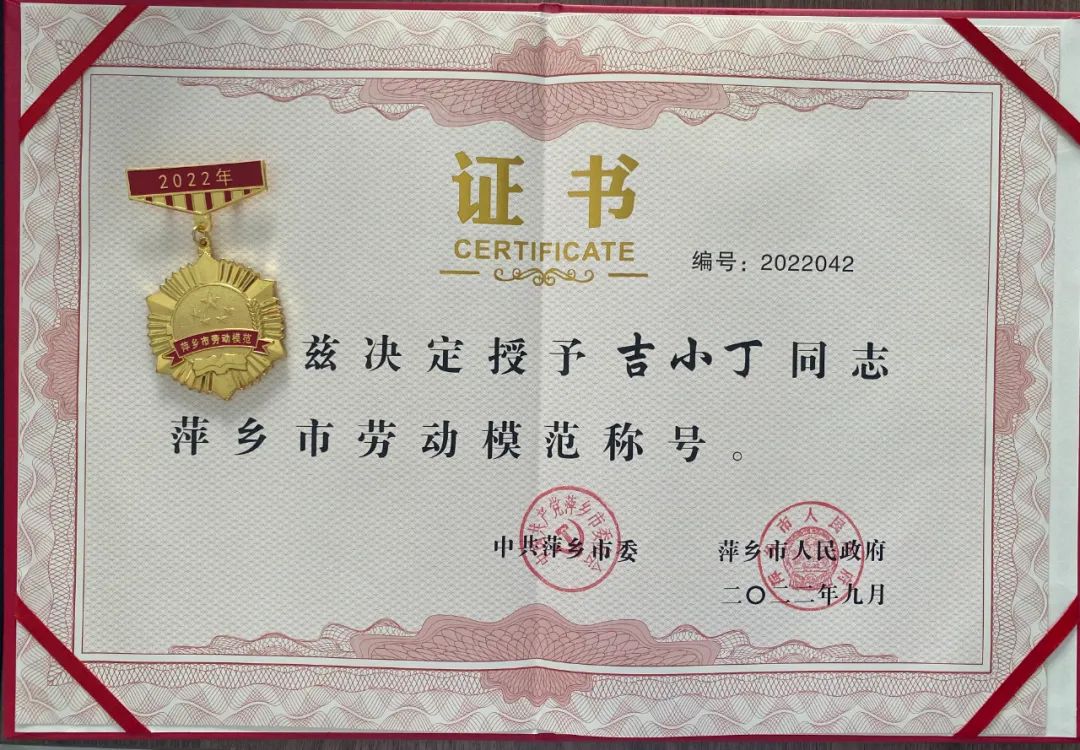 2022年
萍乡市劳动模范
证书
CERTIFICATE
编号：2022042
兹决定授予吉小丁同志
萍乡市劳动模范称号。
中共萍乡市委
萍乡市人民政府
二〇二二年九月